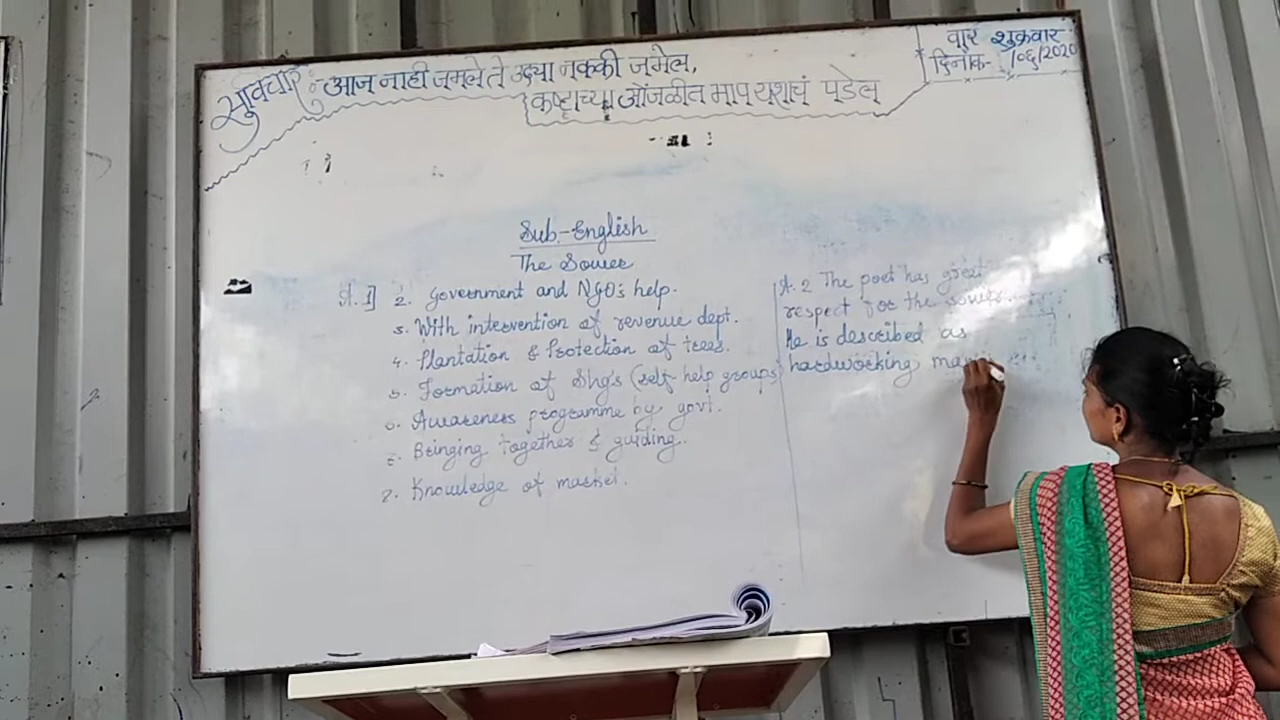 सुविचार :- आज नाही जमले ते उद्या नक्की जमेल,
कष्टाच्या ओंजळीत माप यशाचं पडेल
वार शुक्रवार
दिनांक- /०६/2020
Sub.-English
The Sower
A. 1] 2. Government and NGO's help.
3. With intervention of revenue dept.
4. Plantation & Protection of trees.
5. Formation of Shg's (self-help groups)
6. Awareness programme by govt.
7. Bringing together & guiding.
8. Knowledge of market.
A. 2 The poet has great
respect for the sower.
He is described as
hardworking man